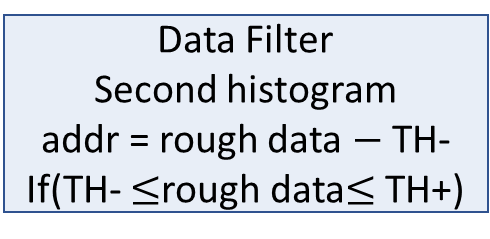 Data Filter
Second histogram
addr = rough data − TH-
If(TH- ≤rough data≤ TH+)